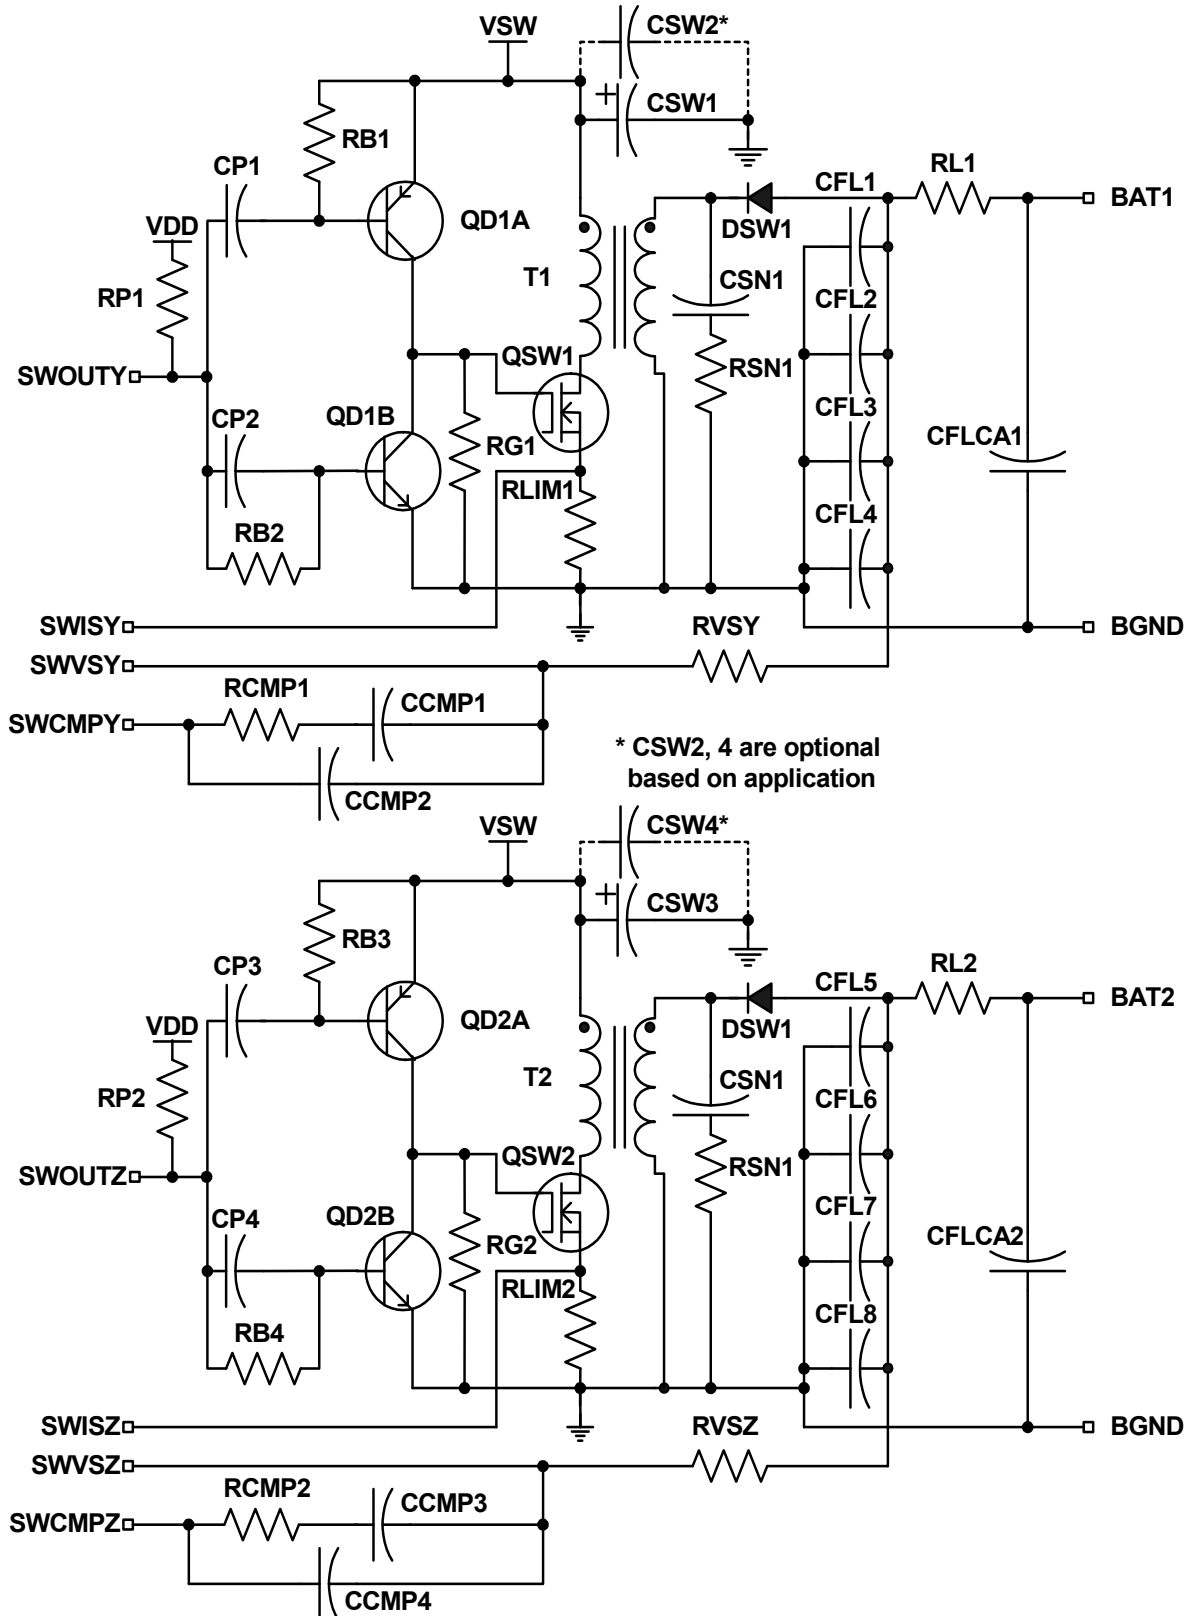 VSW
CSW2*
CSW1
RB1
CP1
QD1A
VDD
RP1
T1
DSW1
CFL1
RL1
BAT1
CSN1
CFL2
SWOUTY
QSW1
RSN1
CP2
QD1B
RG1
CFL3
CFLCA1
RLIM1
RB2
CFL4
SWISY
RVSY
BGND
SWVSY
RCMP1
CCMP1
SWCMPY
CCMP2
* CSW2, 4 are optional
based on application
VSW
CSW4*
CSW3
RB3
CP3
QD2A
VDD
RP2
T2
DSW1
CFL5
RL2
BAT2
CSN1
CFL6
SWOUTZ
QSW2
RSN1
CP4
QD2B
RG2
CFL7
CFLCA2
RLIM2
RB4
CFL8
SWISZ
RVSZ
BGND
SWVSZ
RCMP2
CCMP3
SWCMPZ
CCMP4